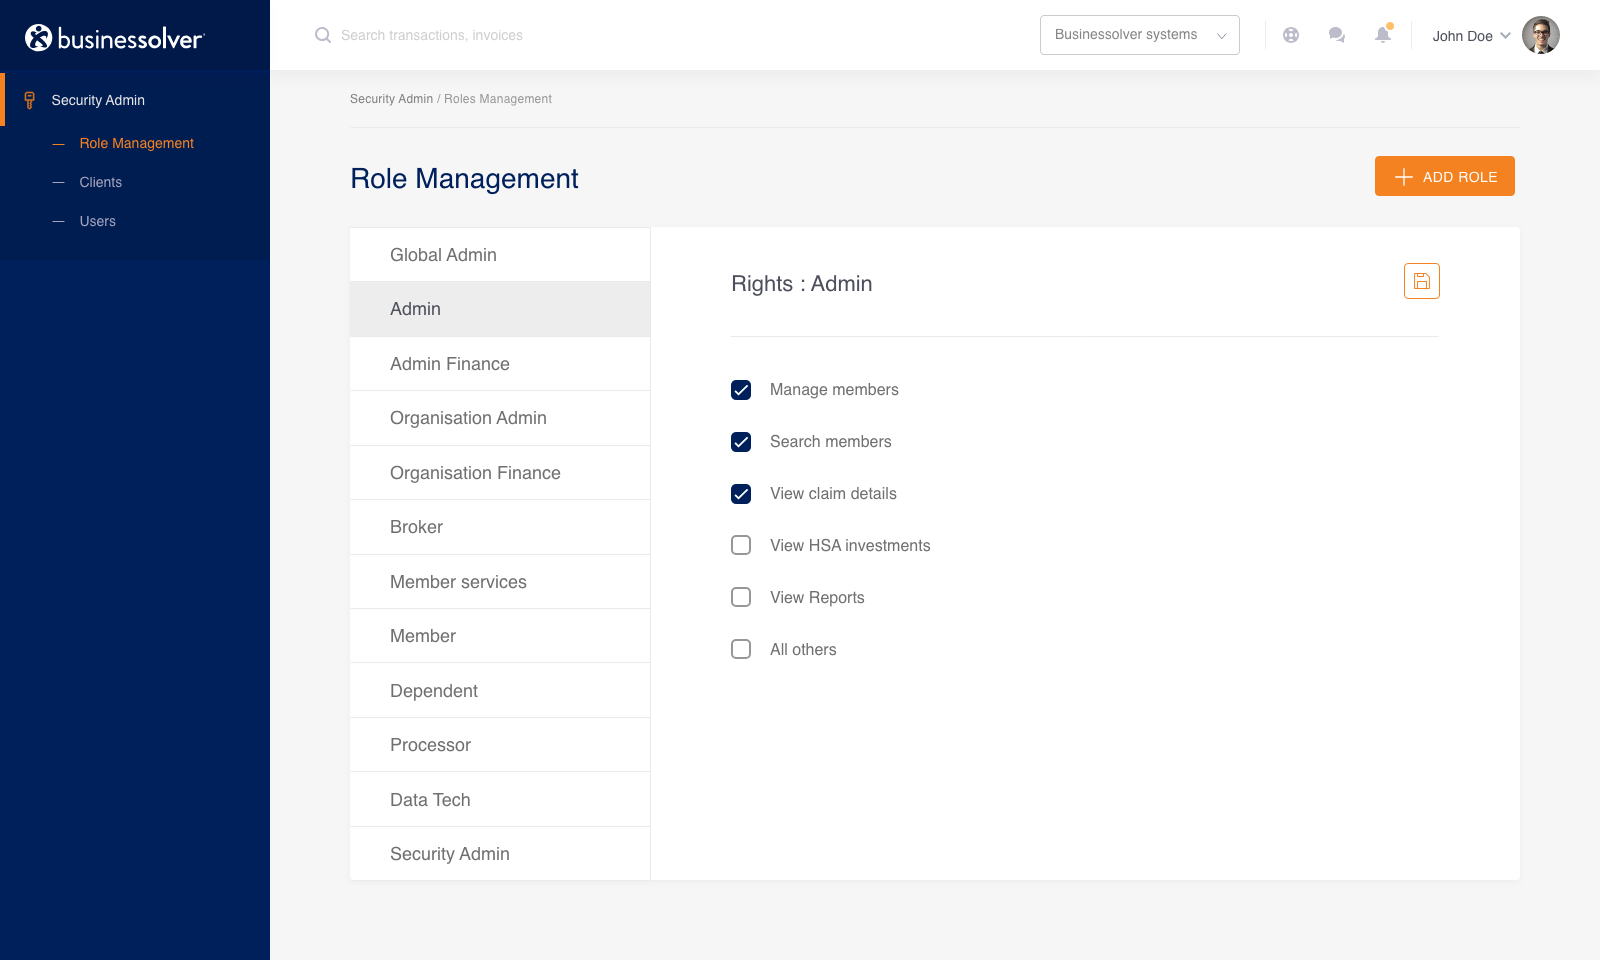 businessolver
Search transactions, invoices
Businessolver systems
John Doe
Security Admin
Role Management
Clients
Users
Security Admin / Roles Management
Role Management
ADD ROLE
Global Admin
Admin
Admin Finance
Organisation Admin
Organisation Finance
Broker
Member services
Member
Dependent
Processor
Data Tech
Security Admin
Rights : Admin
Manage members
Search members
View claim details
View HSA investments
View Reports
All others